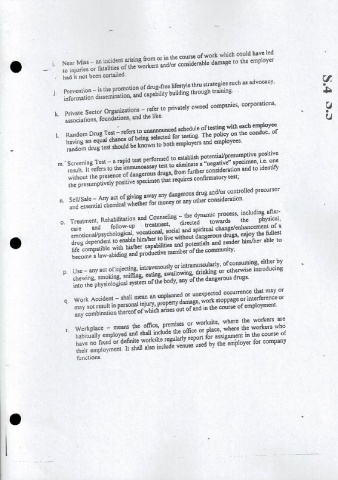 i. Near Miss – an incident arising from or in the course of work which could have led
to injuries or fatalities of the workers and/or considerable damage to the employer
had it not been curtailed.
j. Prevention – is the promotion of drug-free lifestyle thru strategies such as advocacy,
information dissemination, and capability building through training.
k. Private Sector Organizations – refer to privately owned companies, corporations,
associations, foundations, and the like.
l. Random Drug Test – refers to unannounced schedule of testing with each employee
having an equal chance of being selected for testing. The policy on the conduct, of
random drug test should be known to both employers and employees.
m. Screening Test – a rapid test performed to establish potential/presumptive positive
result. It refers to the immunoassay test to eliminate a "negative" specimen, i.e. one
without the presence of dangerous drugs, from further consideration and to identify
the presumptively positive specimen that requires confirmatory test;
n. Sell/Sale – Any act of giving away any dangerous drug and/or controlled precursor
and essential chemical whether for money or any other consideration.
o. Treatment, Rehabilitation and Counseling – the dynamic process, including after-
care and follow-up treatment, directed towards the physical,
emotional/psychological, vocational, social and spiritual change/enhancement of a
drug dependent to enable him/her to live without dangerous drugs, enjoy the fullest
life compatible with his/her capabilities and potentials and render him/her able to
become a law-abiding and productive member of the community.
p. Use – any act of injecting, intravenously or intramuscularly, of consuming, either by
chewing, smoking, sniffing, eating, swallowing, drinking or otherwise introducing
into the physiological system of the body, any of the dangerous drugs.
q. Work Accident – shall mean an unplanned or unexpected occurrence that may or
may not result in personal injury, property damage, work stoppage or interference or
any combination thereof of which arises out of and in the course of employment.
r. Workplace – means the office, premises or worksite, where the workers are
habitually employed and shall include the office or place, where the workers who
have no fixed or definite worksite regularly report for assignment in the course of
their employment. It shall also include venues used by the employer for company
functions.